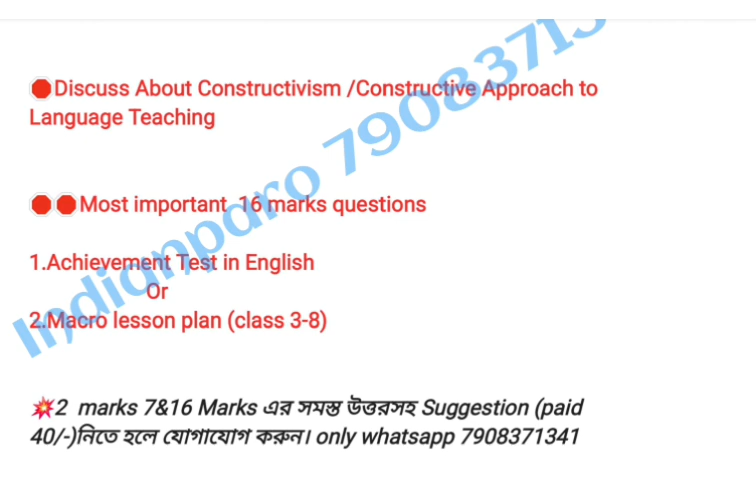 🛑Discuss About Constructivism /Constructive Approach to
Language Teaching
🛑🛑Most important 16 marks questions
1.Achievement Test in English
Or
2.Macro lesson plan (class 3-8)
💥2 marks 7&16 Marks এর সমস্ত উত্তরসহ Suggestion (paid
40/-)নিতে হলে যোগাযোগ করুন। only whatsapp 7908371341
Indianparo 79083713